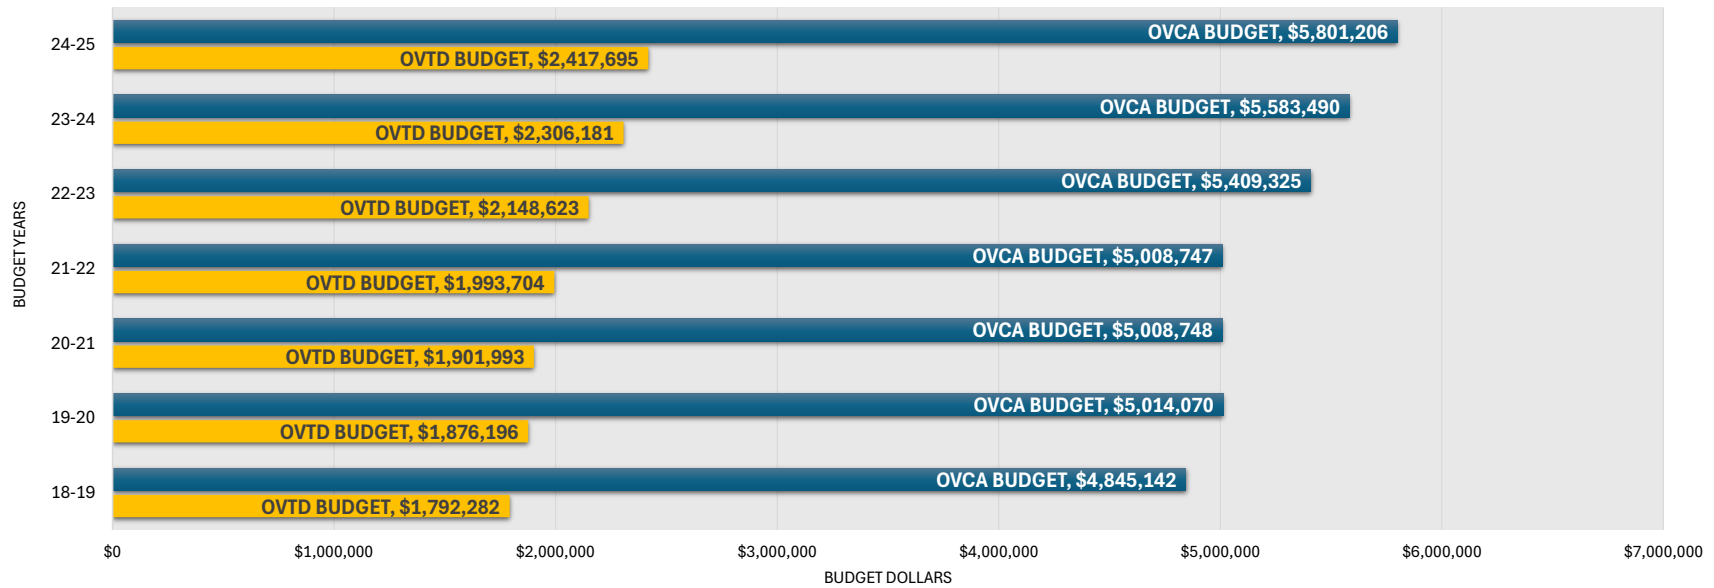 24-25
OVCA BUDGET, $5,801,206
OVTD BUDGET, $2,417,695
23-24
OVCA BUDGET, $5,583,490
OVTD BUDGET, $2,306,181
22-23
OVCA BUDGET, $5,409,325
OVTD BUDGET, $2,148,623
21-22
OVCA BUDGET, $5,008,747
OVTD BUDGET, $1,993,704
20-21
OVCA BUDGET, $5,008,748
OVTD BUDGET, $1,901,993
19-20
OVCA BUDGET, $5,014,070
OVTD BUDGET, $1,876,196
18-19
OVCA BUDGET, $4,845,142
OVTD BUDGET, $1,792,282
BUDGET YEARS
$0 $1,000,000 $2,000,000 $3,000,000 $4,000,000 $5,000,000 $6,000,000 $7,000,000
BUDGET DOLLARS